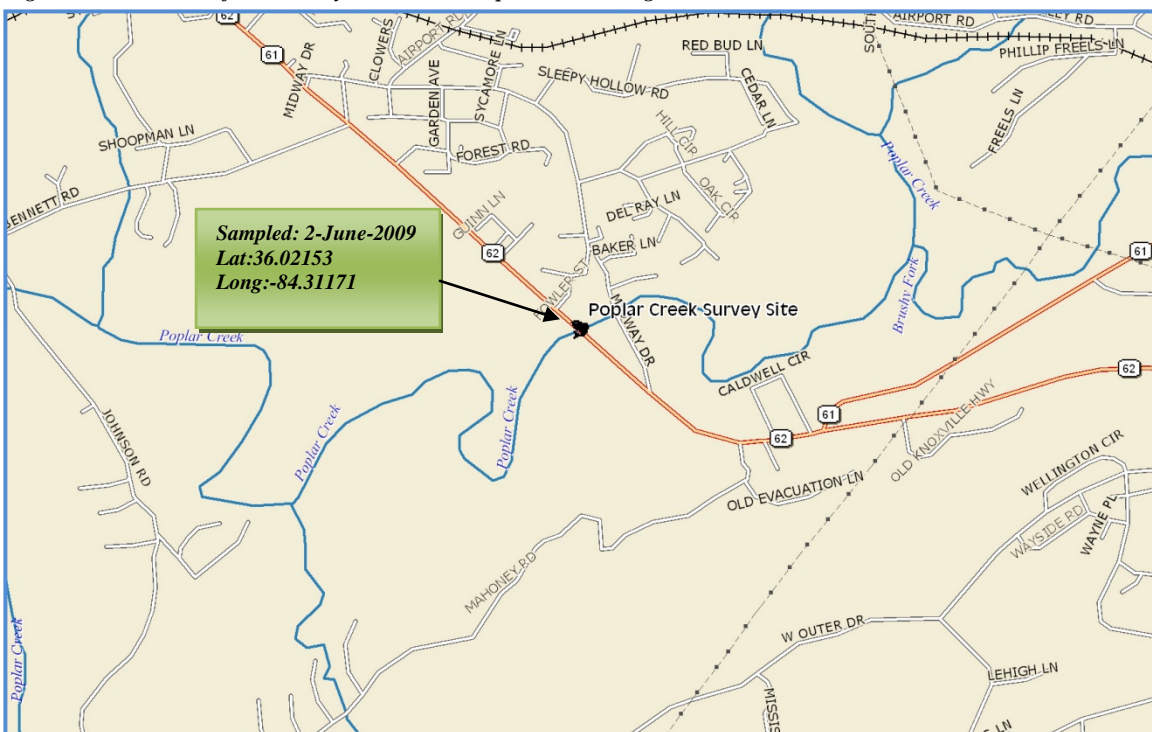 62
61
MIDWAY DR
CLOWERS
AIRPORT RD
GARDEN AVE
SYCAMORE LN
SLEEPY HOLLOW RD
RED BUD LN
CEDAR LN
AIRPORT RD
PHILLIP FREELS LN
FREELS LN
SHOOPMAN LN
BENNETT RD
FOREST RD
HILL CIR
OAK CIR
DEL RAY LN
BAKER LN
QUINN LN
62
Poplar Creek
Brushy Fork
61
Sampled: 2-June-2009
Lat:36.02153
Long:-84.31171
Poplar Creek Survey Site
MIDWAY DR
Poplar Creek
Poplar Creek
Poplar Creek
CALDWELL CIR
61
62
62
OLD KNOXVILLE HWY
OLD EVACUATION LN
JOHNSON RD
MAHONEY RD
WELLINGTON CIR
WAYSIDE RD
WAYNE PL
W OUTER DR
LEHIGH LN
Poplar Creek